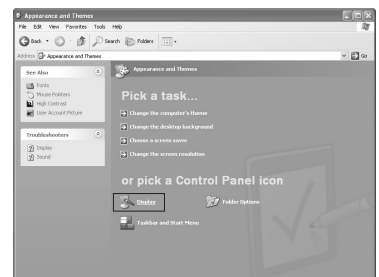 Appearance and Themes
File Edit View Favorites Tools Help
Back Search Folders
Address Appearance and Themes Go
See Also
Fonts
Mouse Pointers
High Contrast
User Account Picture
Troubleshooters
Display
Sound
Appearance and Themes
Pick a task...
Change the computer's theme
Change the desktop background
Choose a screen saver
Change the screen resolution
or pick a Control Panel icon
Display Folder Options
Taskbar and Start Menu